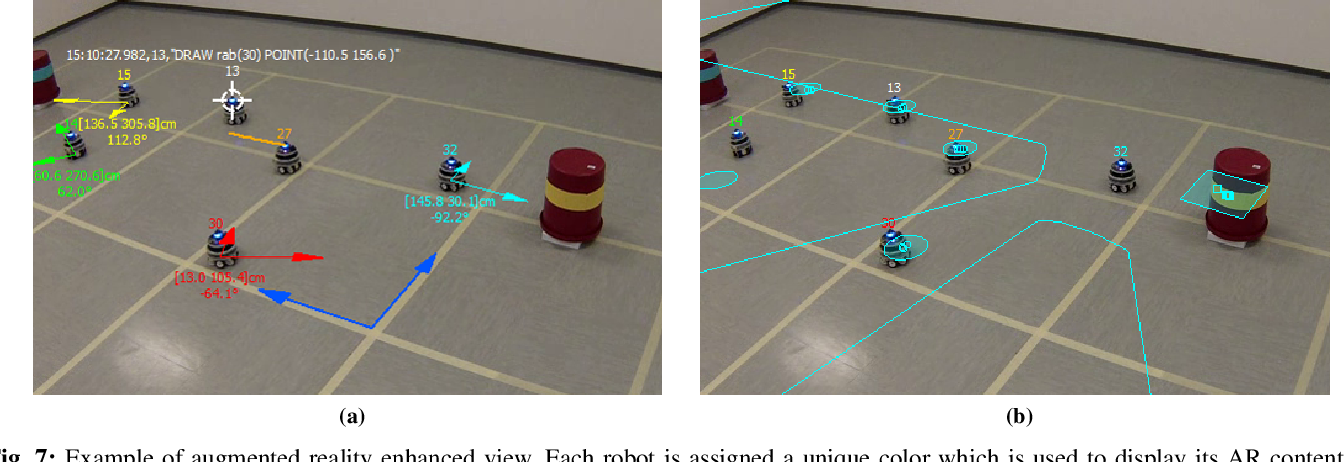 15:10:27.982,13,"DRAW rab(30) POINT(-110.5 156.6 )"
15
13
[136.5 305.8]cm
112.8°
14
27
50.6 270.6]cm
62.0°
32
[145.8 30.1]cm
-92.2°
30
[13.0 105.4]cm
-64.1°
15
13
14
27
32
30
(a)
(b)
Fig. 7: Example of augmented reality enhanced view. Each robot is assigned a unique color which is used to display its AR content